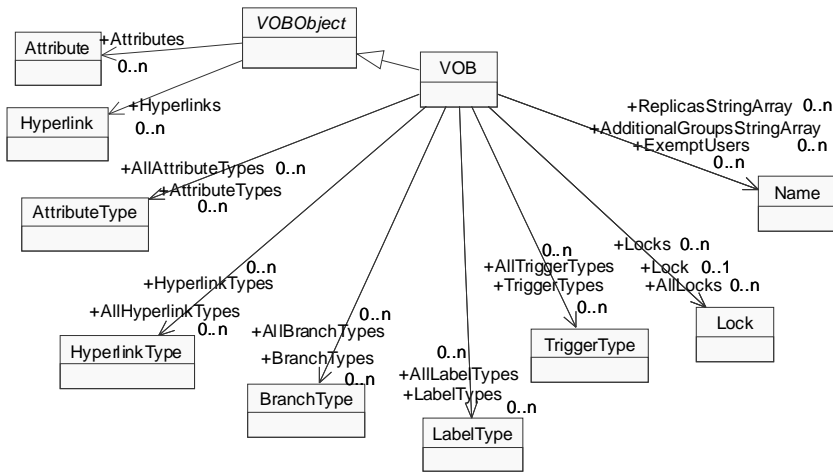 VOBObject
Attribute
+Attributes
0..n
VOB
+Hyperlinks
0..n
Hyperlink
+ReplicasStringArray 0..n
+AdditionalGroupsStringArray
+ExemptUsers 0..n
0..n
+AllAttributeTypes 0..n
+AttributeTypes
0..n
AttributeType
Name
0..n
+HyperlinkTypes
+AllHyperlinkTypes
0..n
HyperlinkType
0..n
+AllBranchTypes
+BranchTypes
0..n
BranchType
0..n
+AllLabelTypes
+LabelTypes
0..n
LabelType
0..n
+AllTriggerTypes
+TriggerTypes
0..n
TriggerType
+Locks 0..n
+Lock 0..1
+AllLocks 0..n
Lock